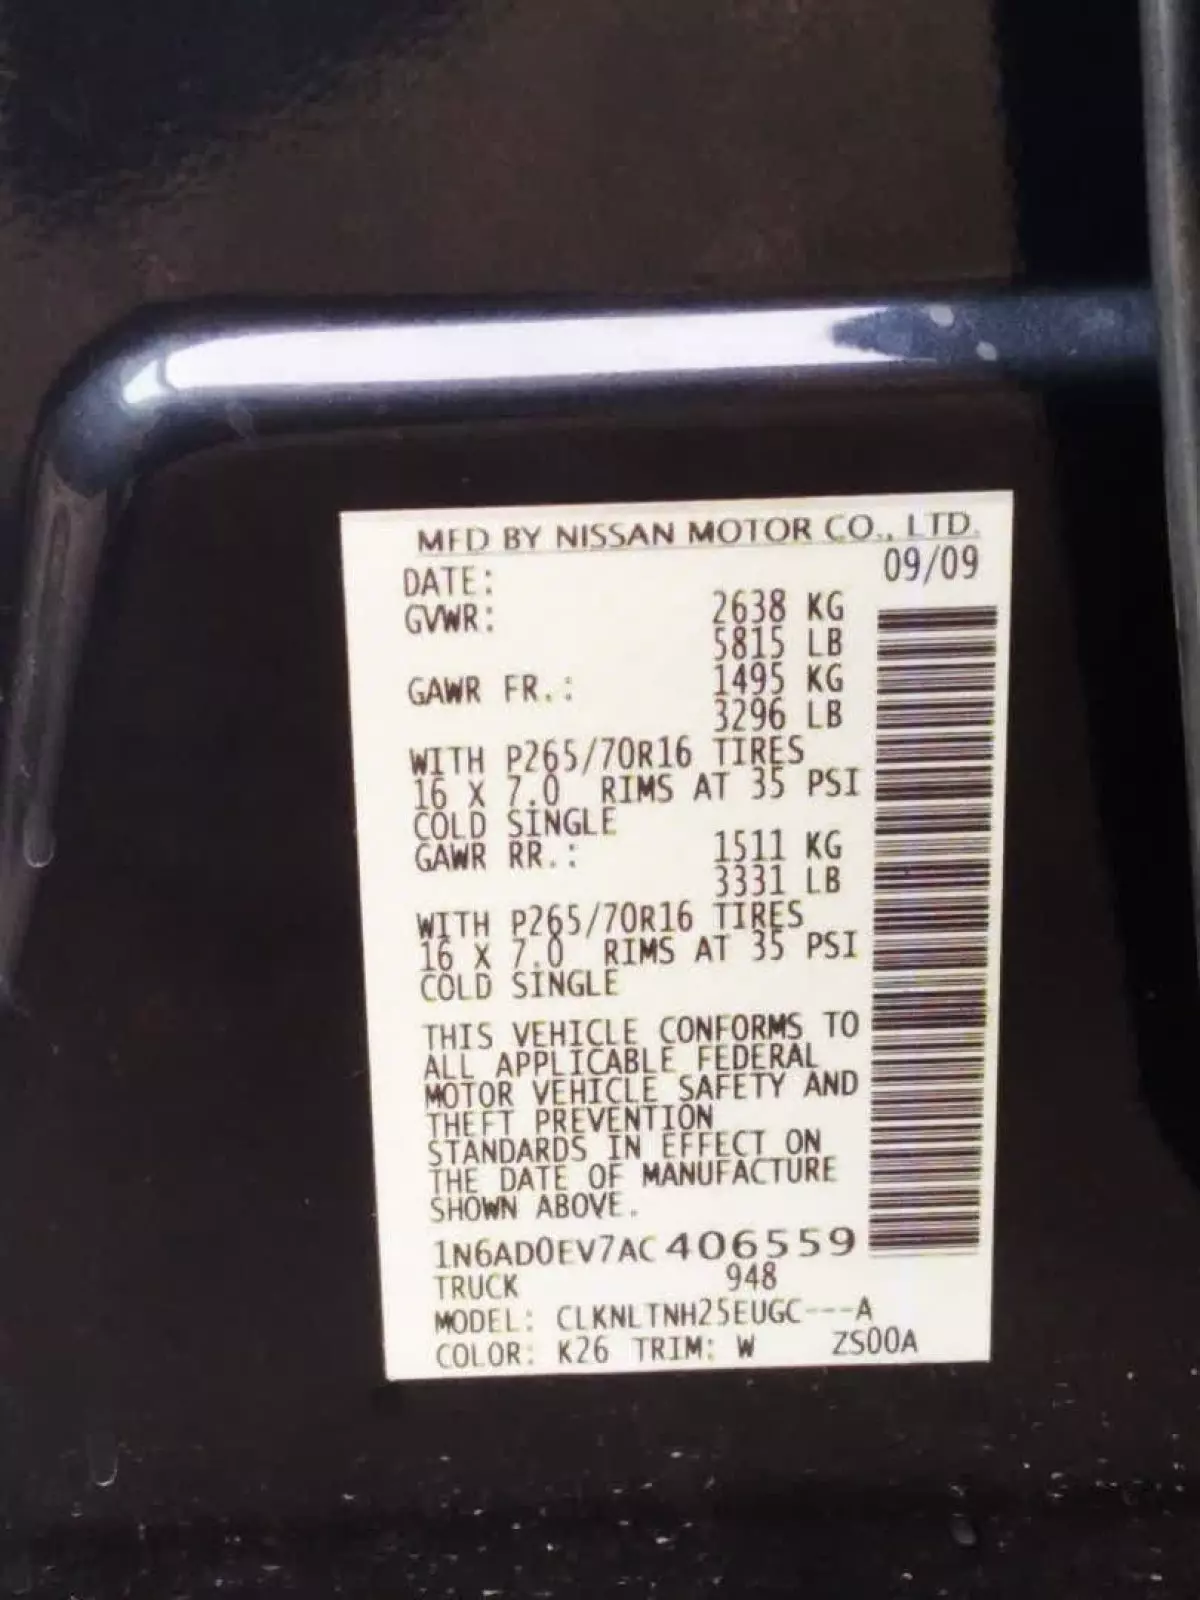 MFD BY NISSAN MOTOR CO., LTD.
DATE: 09/09
GVWR: 2638 KG
5815 LB
GAWR FR.: 1495 KG
3296 LB
WITH P265/70R16 TIRES
16 X 7.0 RIMS AT 35 PSI
COLD SINGLE
GAWR RR.: 1511 KG
3331 LB
WITH P265/70R16 TIRES
16 X 7.0 RIMS AT 35 PSI
COLD SINGLE
THIS VEHICLE CONFORMS TO
ALL APPLICABLE FEDERAL
MOTOR VEHICLE SAFETY AND
THEFT PREVENTION
STANDARDS IN EFFECT ON
THE DATE OF MANUFACTURE
SHOWN ABOVE.
1N6AD0EV7AC406559
TRUCK 948
MODEL: CLKNLTNH25EUGC---A
COLOR: K26 TRIM: W ZS00A